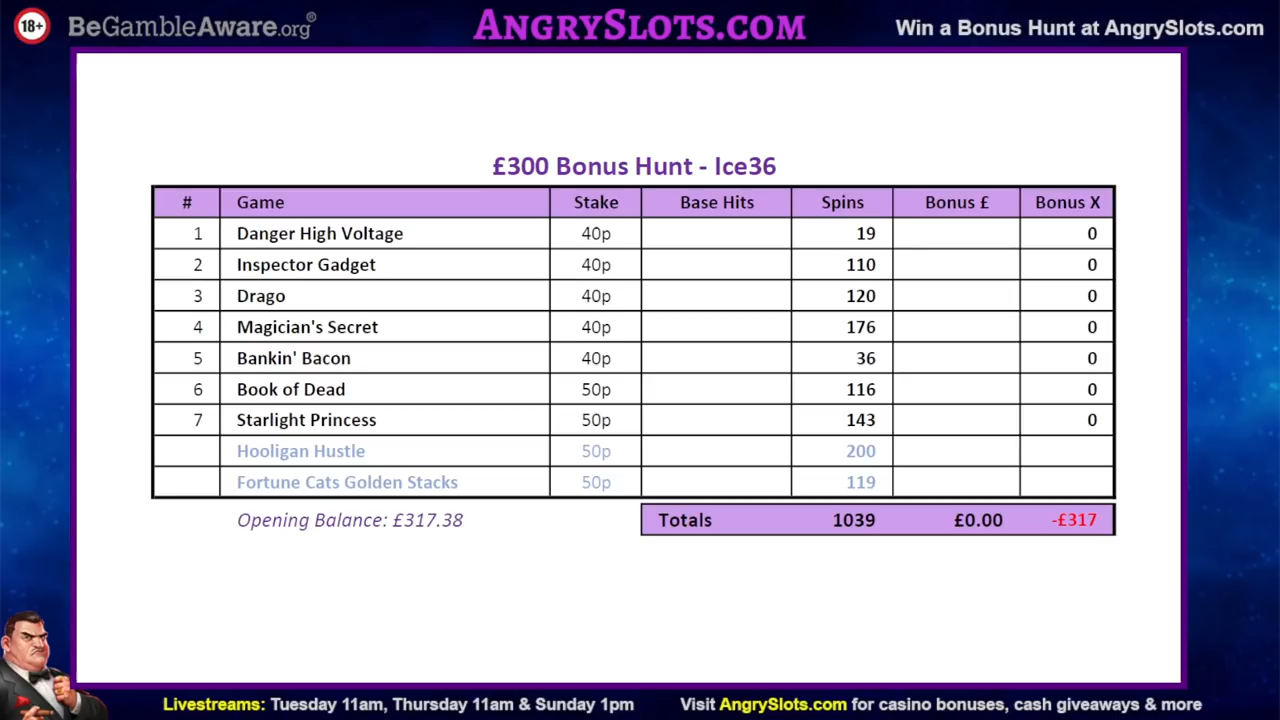 18+ BeGambleAware.org® AngrySlots.com Win a Bonus Hunt at AngrySlots.com
£300 Bonus Hunt - Ice36
# Game Stake Base Hits Spins Bonus £ Bonus X
1 Danger High Voltage 40p 19 0
2 Inspector Gadget 40p 110 0
3 Drago 40p 120 0
4 Magician's Secret 40p 176 0
5 Bankin' Bacon 40p 36 0
6 Book of Dead 50p 116 0
7 Starlight Princess 50p 143 0
Hooligan Hustle 50p 200
Fortune Cats Golden Stacks 50p 119
Opening Balance: £317.38 Totals 1039 £0.00 -£317
Livestreams: Tuesday 11am, Thursday 11am & Sunday 1pm Visit AngrySlots.com for casino bonuses, cash giveaways & more